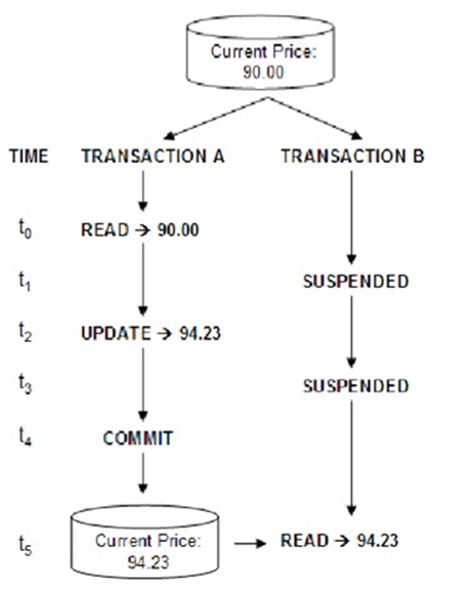 Current Price:
90.00
TIME TRANSACTION A TRANSACTION B
t0 READ → 90.00
t1 SUSPENDED
t2 UPDATE → 94.23
t3 SUSPENDED
t4 COMMIT
t5 Current Price: READ → 94.23
94.23